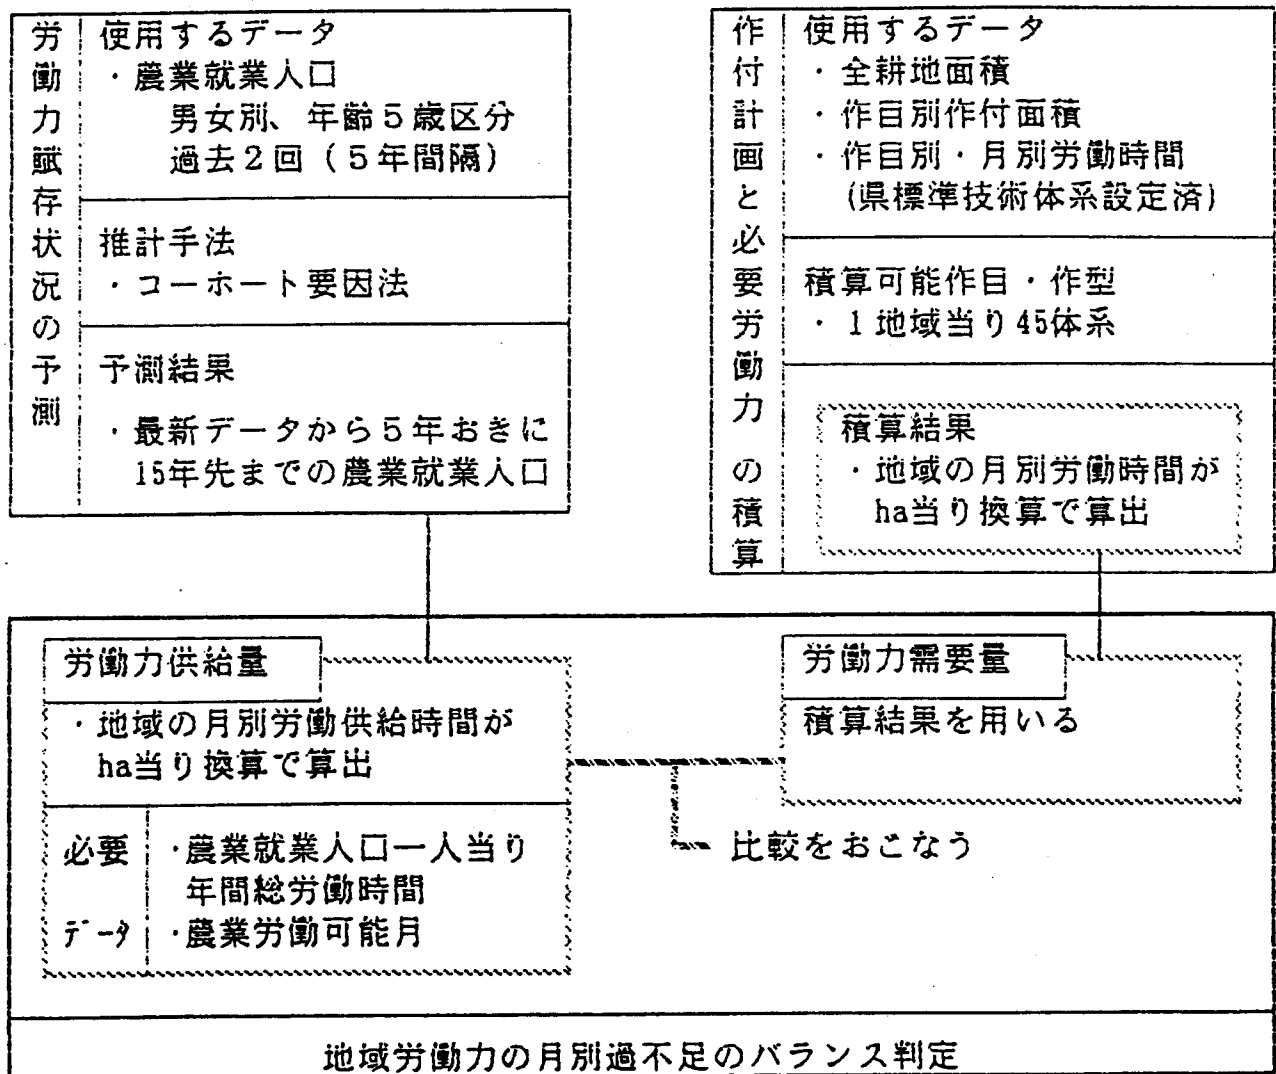 労働力賦存状況の予測
使用するデータ
・農業就業人口
男女別、年齢５歳区分
過去２回（５年間隔）
推計手法
・コーホート要因法
予測結果
・最新データから５年おきに
15年先までの農業就業人口
作付計画と必要労働力の積算
使用するデータ
・全耕地面積
・作目別作付面積
・作目別・月別労働時間
(県標準技術体系設定済)
積算可能作目・作型
・１地域当り45体系
積算結果
・地域の月別労働時間が
ha当り換算で算出
労働力供給量
・地域の月別労働供給時間が
ha当り換算で算出
必要
データ
・農業就業人口一人当り
年間総労働時間
・農業労働可能月
労働力需要量
積算結果を用いる
比較をおこなう
地域労働力の月別過不足のバランス判定